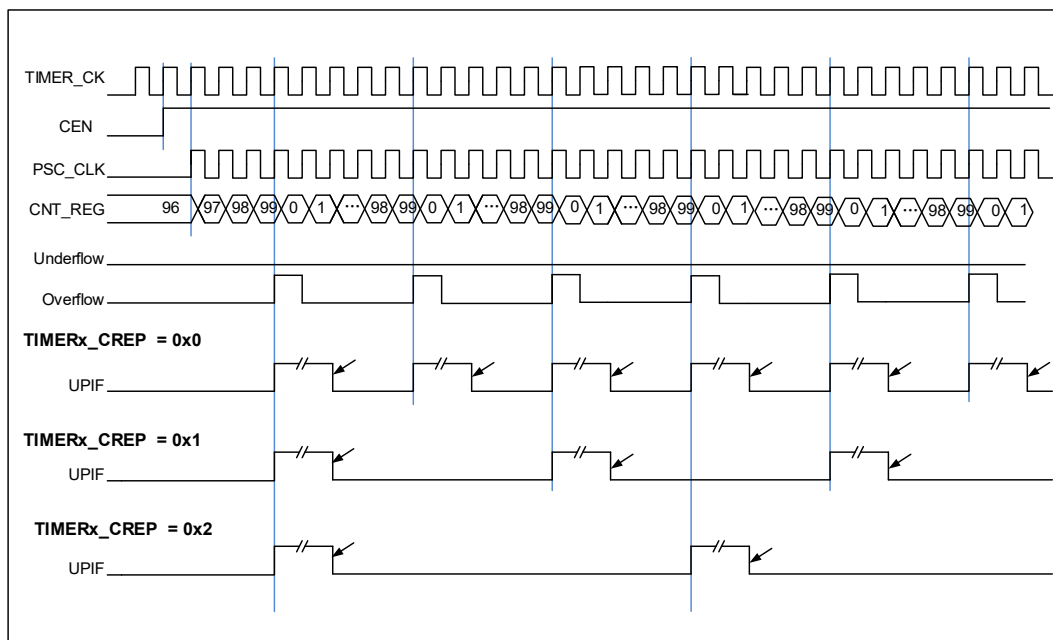 TIMER_CK
CEN
PSC_CLK
CNT_REG 96 97 98 99 0 1 ... 98 99 0 1 ... 98 99 0 1 ... 98 99 0 1 ... 98 99 0 1 ... 98 99 0 1
Underflow
Overflow
TIMERx_CREP = 0x0
UPIF
TIMERx_CREP = 0x1
UPIF
TIMERx_CREP = 0x2
UPIF